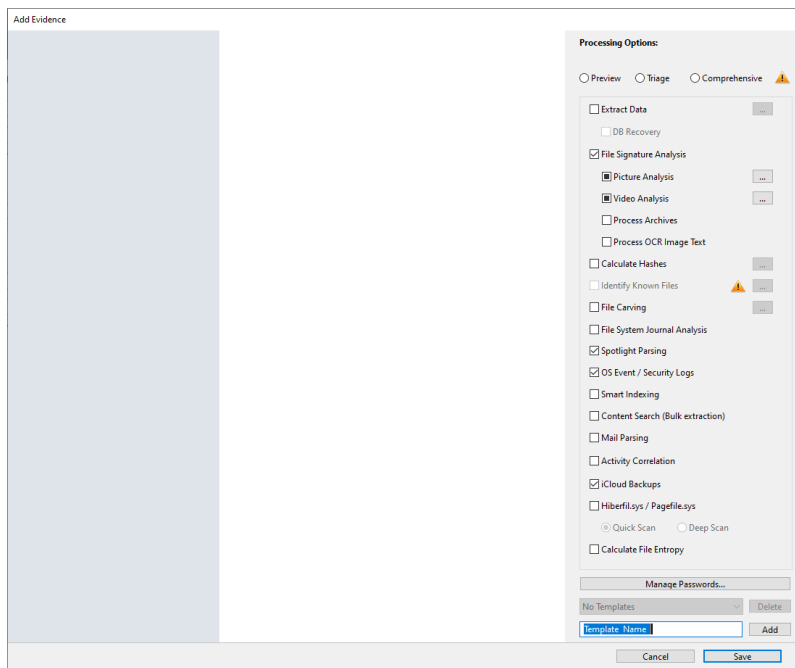 Add Evidence
Processing Options:
Preview Triage Comprehensive
Extract Data ...
DB Recovery
File Signature Analysis
Picture Analysis ...
Video Analysis ...
Process Archives
Process OCR Image Text
Calculate Hashes ...
Identify Known Files ...
File Carving ...
File System Journal Analysis
Spotlight Parsing
OS Event / Security Logs
Smart Indexing
Content Search (Bulk extraction)
Mail Parsing
Activity Correlation
iCloud Backups
Hiberfil.sys / Pagefile.sys
Quick Scan Deep Scan
Calculate File Entropy
Manage Passwords...
No Templates Delete
Template_Name Add
Cancel Save